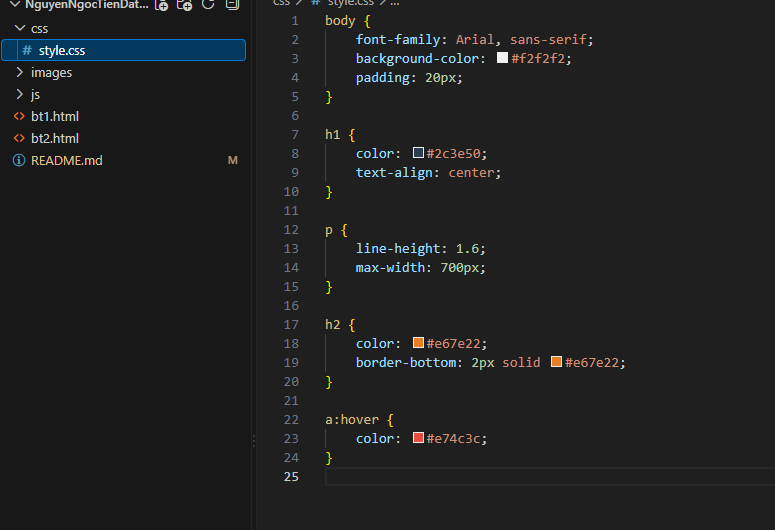 NguyenNgocTienDat...
css
# style.css
images
js
<> bt1.html
<> bt2.html
README.md M
css > # style.css > ...
1 body {
2 font-family: Arial, sans-serif;
3 background-color: #f2f2f2;
4 padding: 20px;
5 }
6
7 h1 {
8 color: #2c3e50;
9 text-align: center;
10 }
11
12 p {
13 line-height: 1.6;
14 max-width: 700px;
15 }
16
17 h2 {
18 color: #e67e22;
19 border-bottom: 2px solid #e67e22;
20 }
21
22 a:hover {
23 color: #e74c3c;
24 }
25